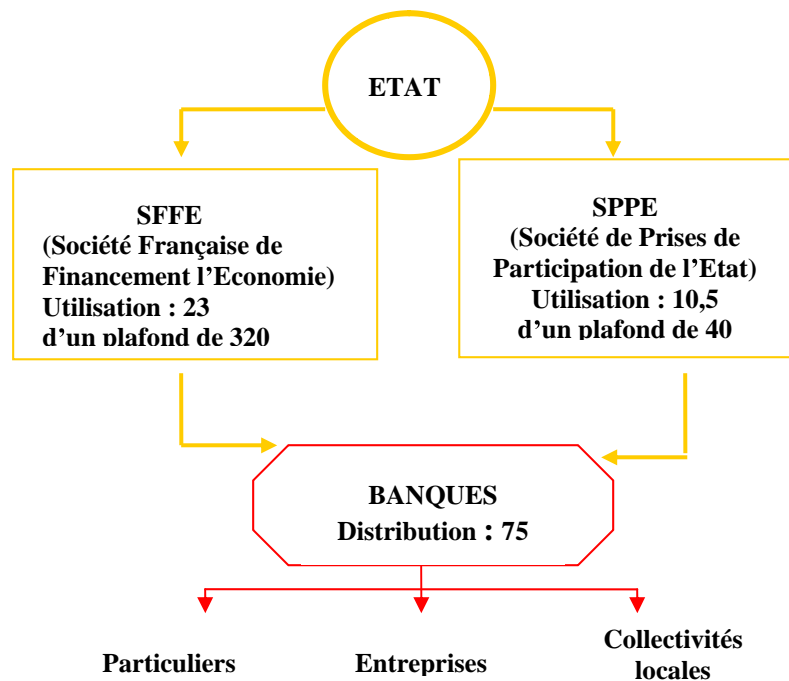 ETAT
SFFE
(Société Française de
Financement l’Economie)
Utilisation : 23
d’un plafond de 320
SPPE
(Société de Prises de
Participation de l’Etat)
Utilisation : 10,5
d’un plafond de 40
BANQUES
Distribution : 75
Particuliers
Entreprises
Collectivités
locales